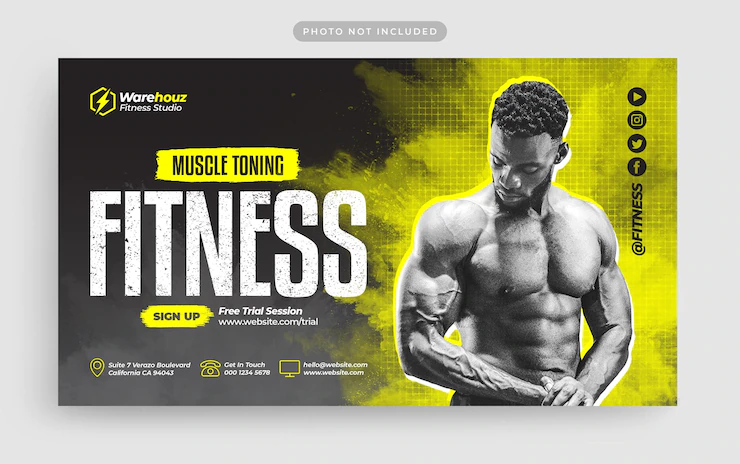 PHOTO NOT INCLUDED
Warehouz
Fitness Studio
MUSCLE TONING
FITNESS
SIGN UP
Free Trial Session
www.website.com/trial
Suite 7 Verazo Boulevard
California CA 94043
Get In Touch
000 1234 5678
hello@website.com
www.website.com
@FITNESS